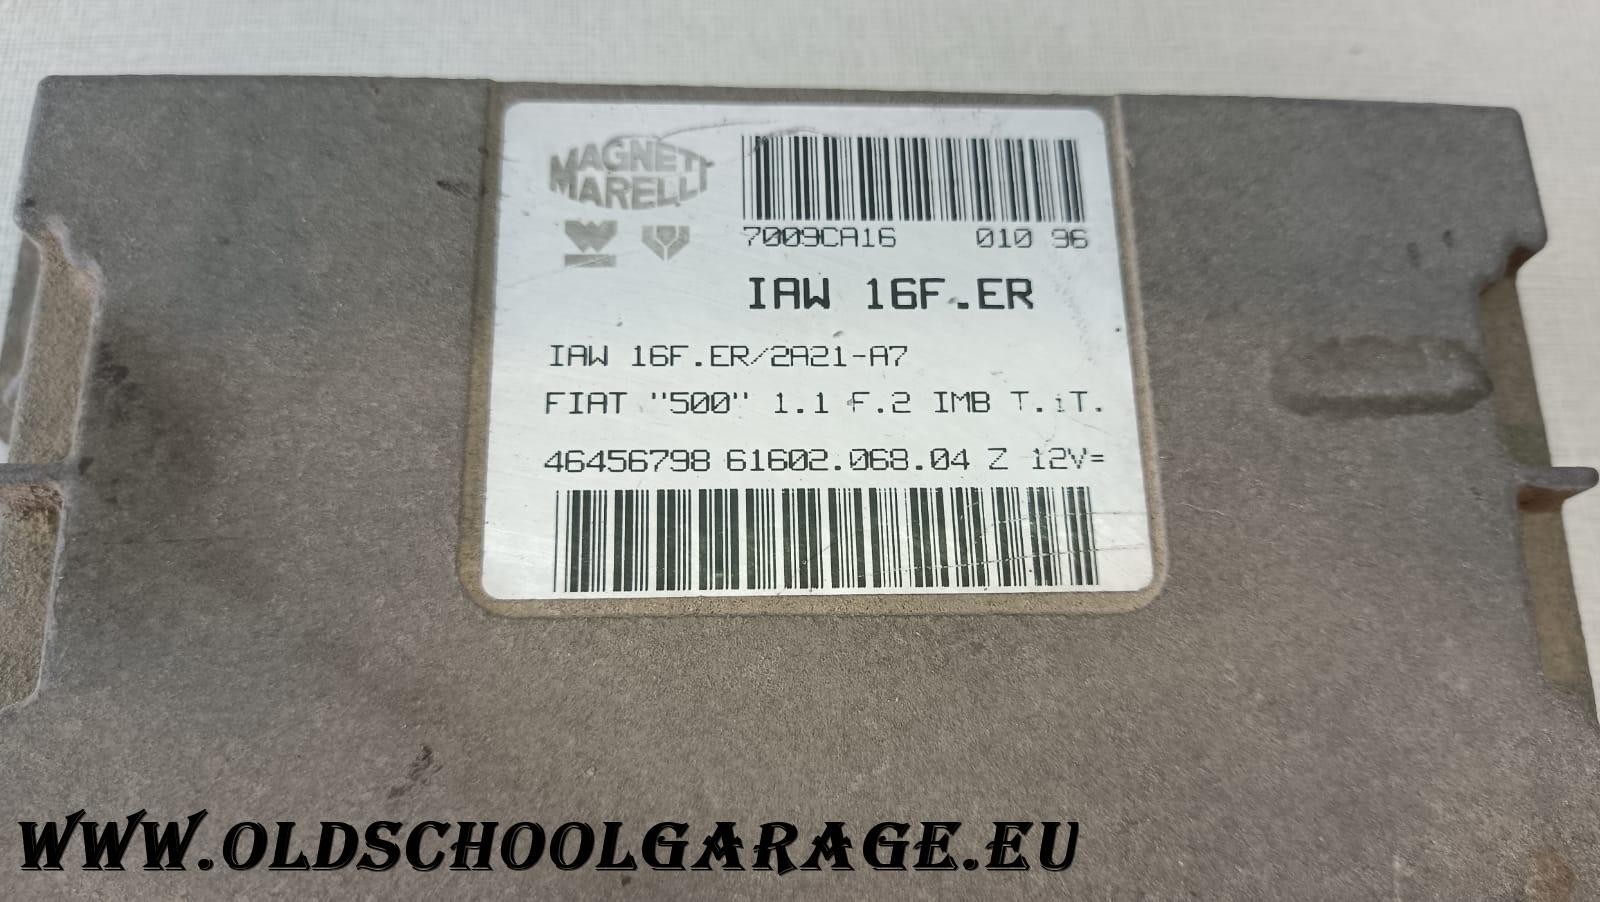 MAGNETI
MARELLI
7009CA16 010 96
IAW 16F.ER
IAW 16F.ER/2A21-A7
FIAT "500" 1.1 F.2 IMB T.iT.
46456798 61602.068.04 Z 12V=
WWW.OLDSCHOOLGARAGE.EU